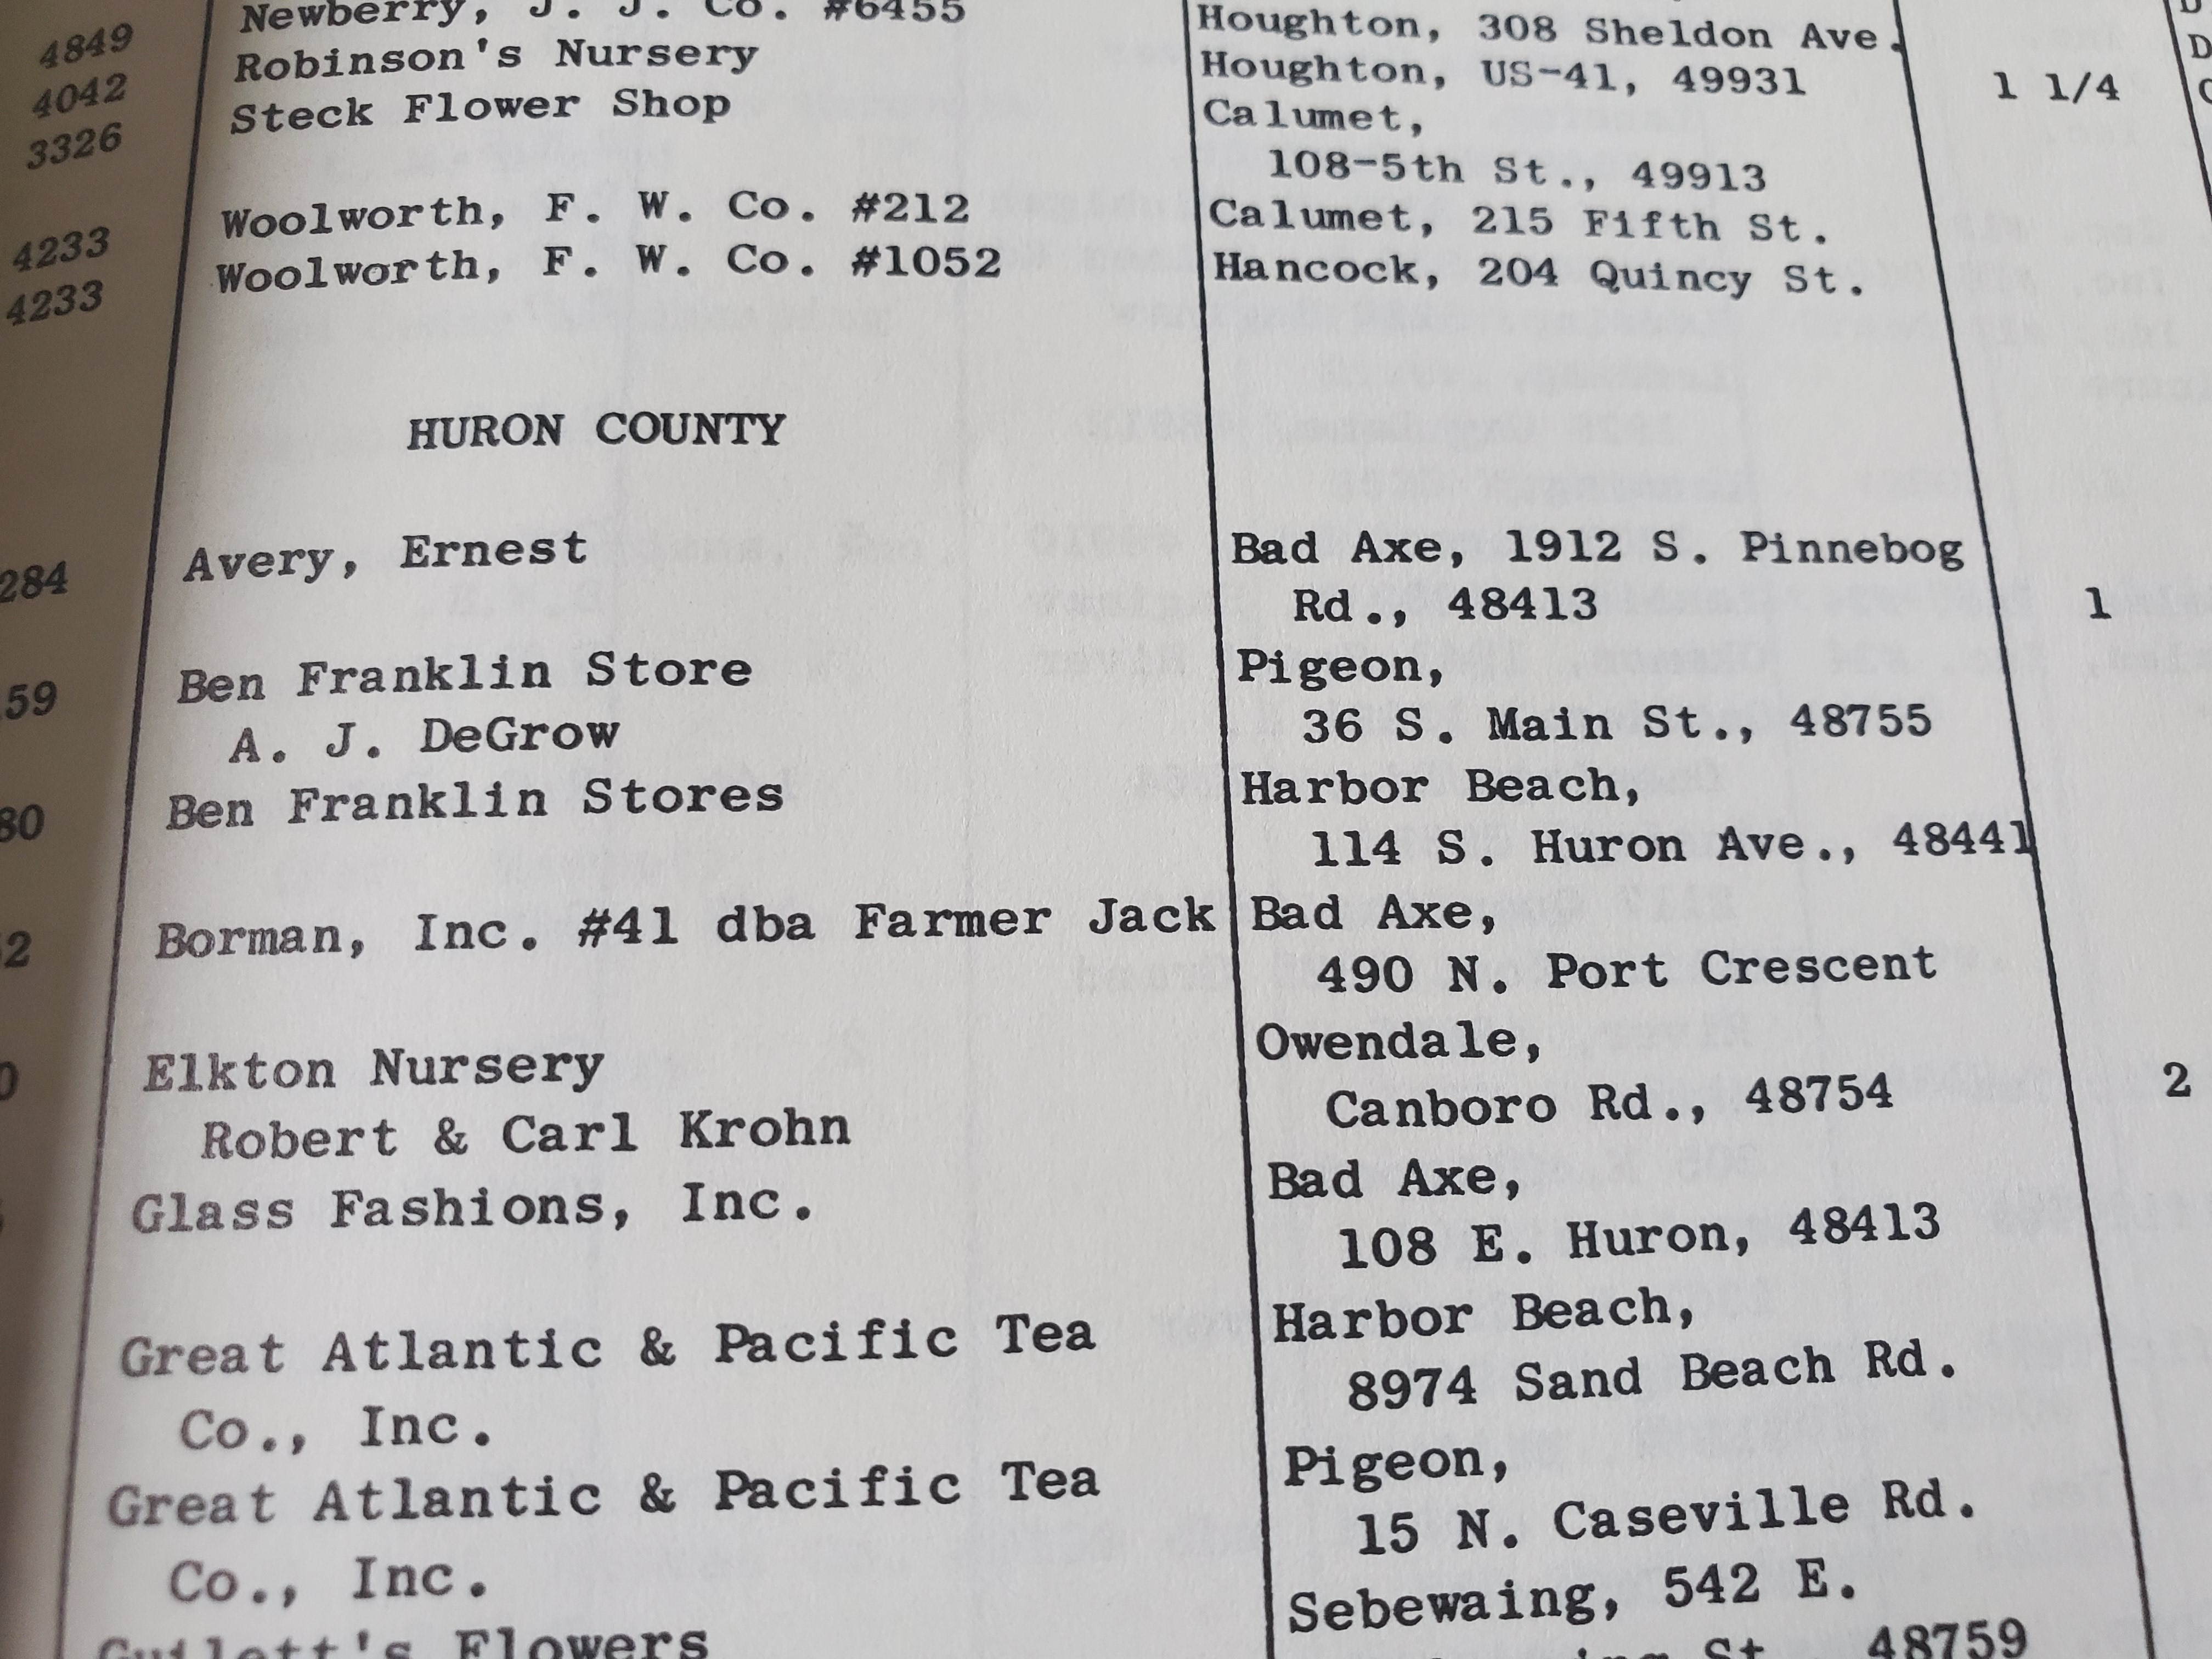 Newberry, J. J. Co. #6455 Houghton, 308 Sheldon Ave.
4849 Robinson's Nursery Houghton, US-41, 49931 1 1/4
4042 Steck Flower Shop Calumet,
3326 108-5th St., 49913
Woolworth, F. W. Co. #212 Calumet, 215 Fifth St.
4233 Woolworth, F. W. Co. #1052 Hancock, 204 Quincy St.
4233
HURON COUNTY
284 Avery, Ernest Bad Axe, 1912 S. Pinnebog
Rd., 48413 1
59 Ben Franklin Store Pigeon,
A. J. DeGrow 36 S. Main St., 48755
80 Ben Franklin Stores Harbor Beach,
114 S. Huron Ave., 48441
2 Borman, Inc. #41 dba Farmer Jack Bad Axe,
490 N. Port Crescent
0 Elkton Nursery Owendale,
Robert & Carl Krohn Canboro Rd., 48754 2
Glass Fashions, Inc. Bad Axe,
108 E. Huron, 48413
Great Atlantic & Pacific Tea Harbor Beach,
Co., Inc. 8974 Sand Beach Rd.
Great Atlantic & Pacific Tea Pigeon,
Co., Inc. 15 N. Caseville Rd.
Flowers Sebewaing, 542 E.
St., 48759